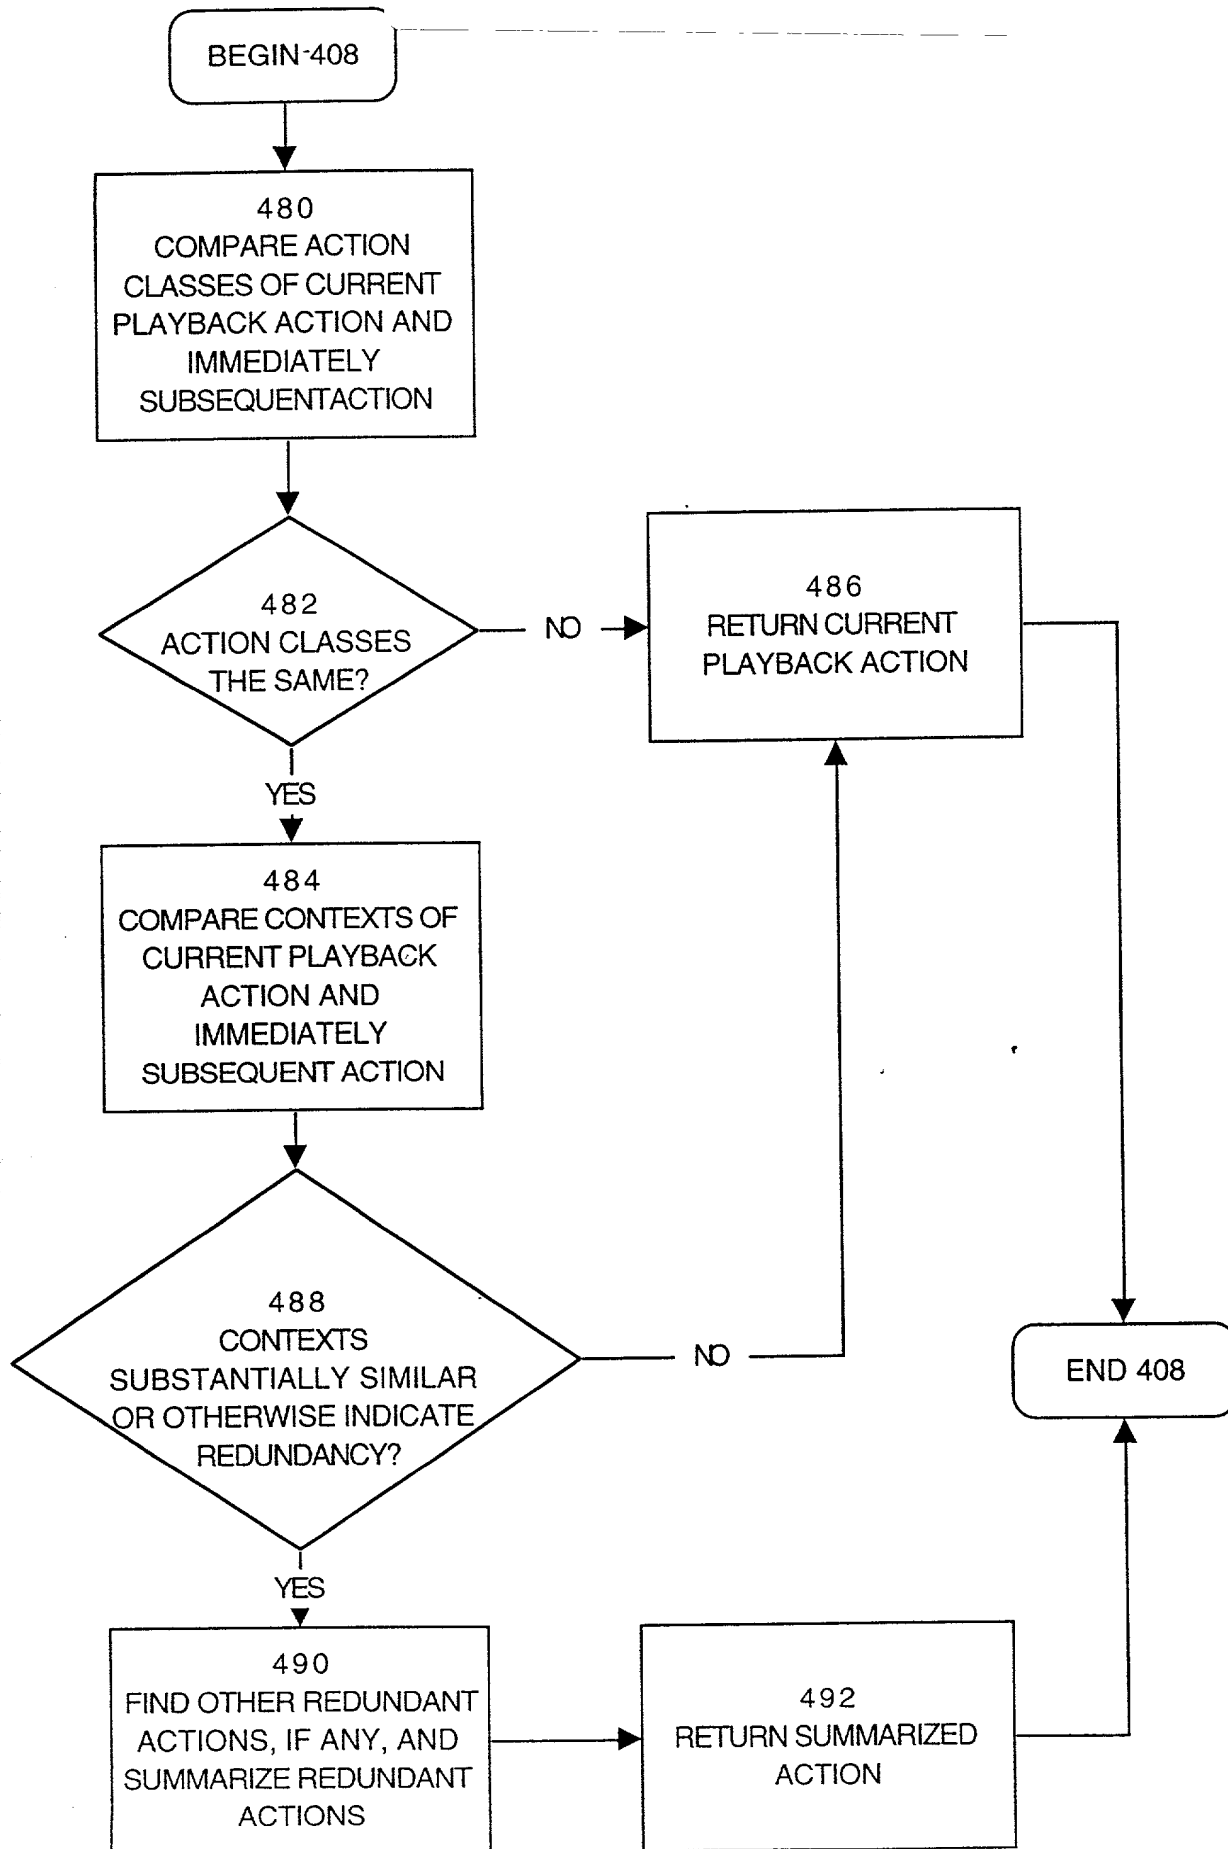 BEGIN-408
480
COMPARE ACTION
CLASSES OF CURRENT
PLAYBACK ACTION AND
IMMEDIATELY
SUBSEQUENTACTION
482
ACTION CLASSES
THE SAME?
NO
486
RETURN CURRENT
PLAYBACK ACTION
YES
484
COMPARE CONTEXTS OF
CURRENT PLAYBACK
ACTION AND
IMMEDIATELY
SUBSEQUENT ACTION
488
CONTEXTS
SUBSTANTIALLY SIMILAR
OR OTHERWISE INDICATE
REDUNDANCY?
NO
END 408
YES
490
FIND OTHER REDUNDANT
ACTIONS, IF ANY, AND
SUMMARIZE REDUNDANT
ACTIONS
492
RETURN SUMMARIZED
ACTION